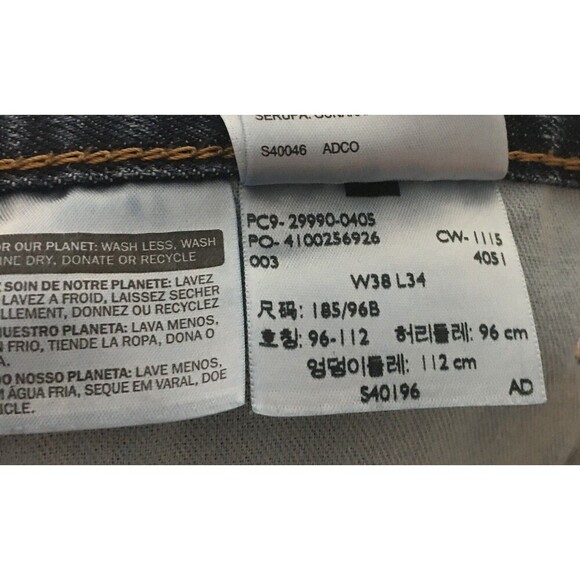 S40046 ADCO
OR OUR PLANET: WASH LESS, WASH
INE DRY, DONATE OR RECYCLE
SOIN DE NOTRE PLANETE: LAVEZ
LAVEZ A FROID, LAISSEZ SECHER
LLEMENT, DONNEZ OU RECYCLEZ
NUESTRO PLANETA: LAVA MENOS,
N FRIO, TIENDE LA ROPA, DONA O
A.
DO NOSSO PLANETA: LAVE MENOS,
M ÁGUA FRIA, SEQUE EM VARAL, DOE
CICLE.
PC9-29990-0405
PO-4100256926 CW-1115
003 4051
W38 L34
尺码: 185/96B
호칭: 96-112 허리둘레: 96 cm
엉덩이둘레: 112 cm
S40196 AD